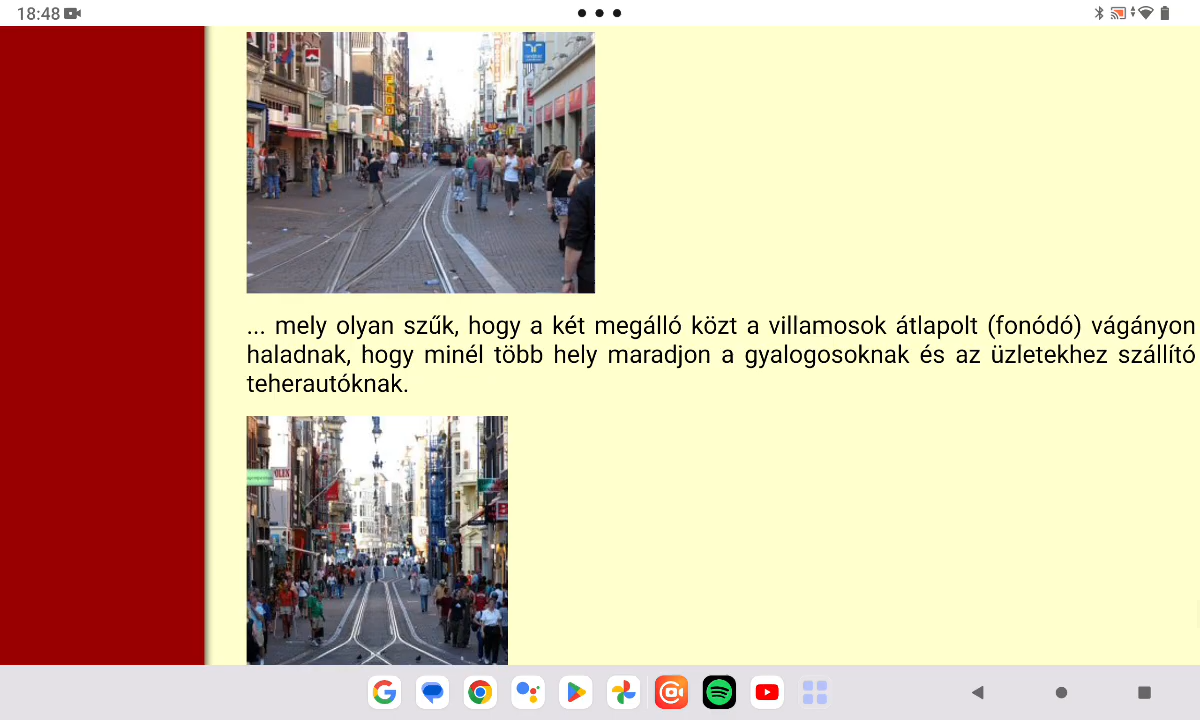 18:48
... mely olyan szűk, hogy a két megálló közt a villamosok átlapolt (fonódó) vágányon
haladnak, hogy minél több hely maradjon a gyalogosoknak és az üzletekhez szállító
teherautóknak.